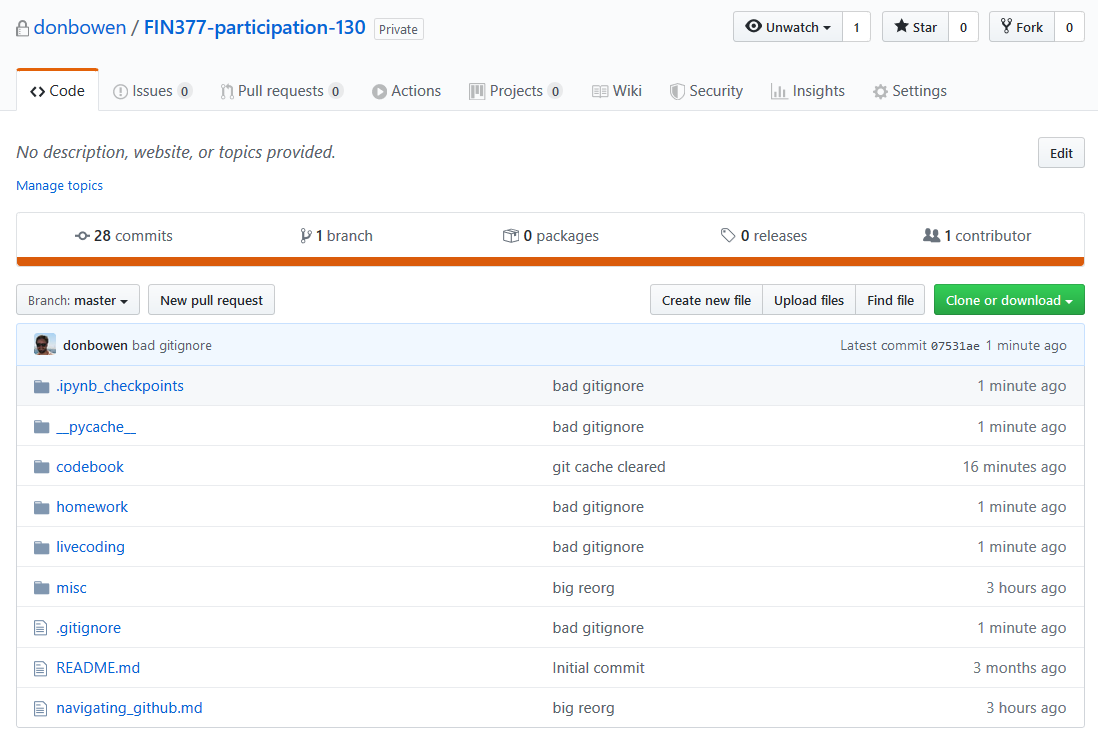 donbowen / FIN377-participation-130 Private Unwatch 1 Star 0 Fork 0
Code Issues 0 Pull requests 0 Actions Projects 0 Wiki Security Insights Settings
No description, website, or topics provided. Edit
Manage topics
28 commits 1 branch 0 packages 0 releases 1 contributor
Branch: master New pull request Create new file Upload files Find file Clone or download
donbowen bad gitignore Latest commit 07531ae 1 minute ago
.ipynb_checkpoints bad gitignore 1 minute ago
__pycache__ bad gitignore 1 minute ago
codebook git cache cleared 16 minutes ago
homework bad gitignore 1 minute ago
livecoding bad gitignore 1 minute ago
misc big reorg 3 hours ago
.gitignore bad gitignore 1 minute ago
README.md Initial commit 3 months ago
navigating_github.md big reorg 3 hours ago